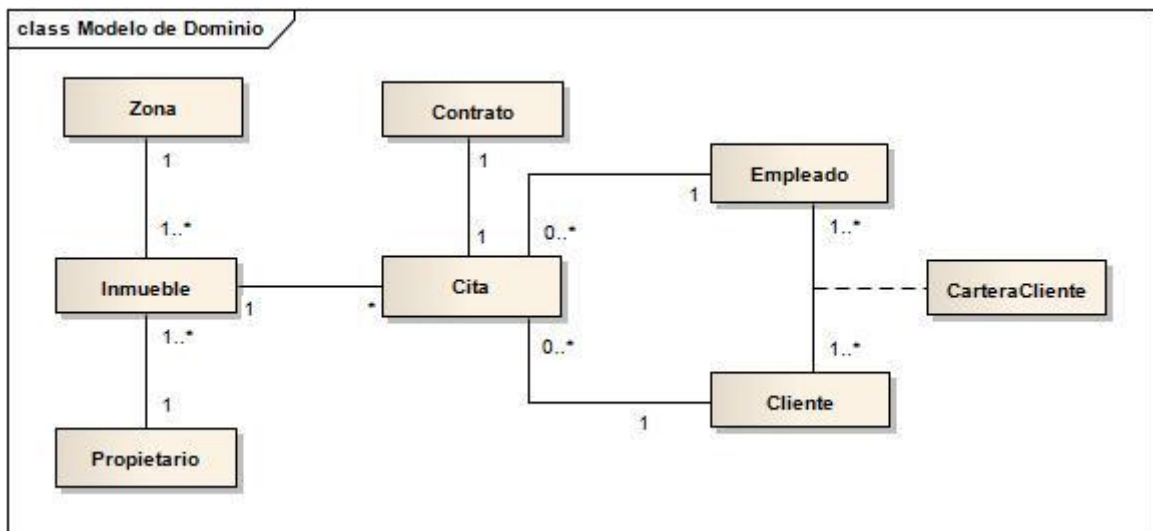 class Modelo de Dominio
Zona
1
1..*
Inmueble
1
1..*
1
Propietario
Contrato
1
1
Cita
*
0..*
0..*
Empleado
1
1..*
CarteraCliente
1..*
Cliente
1